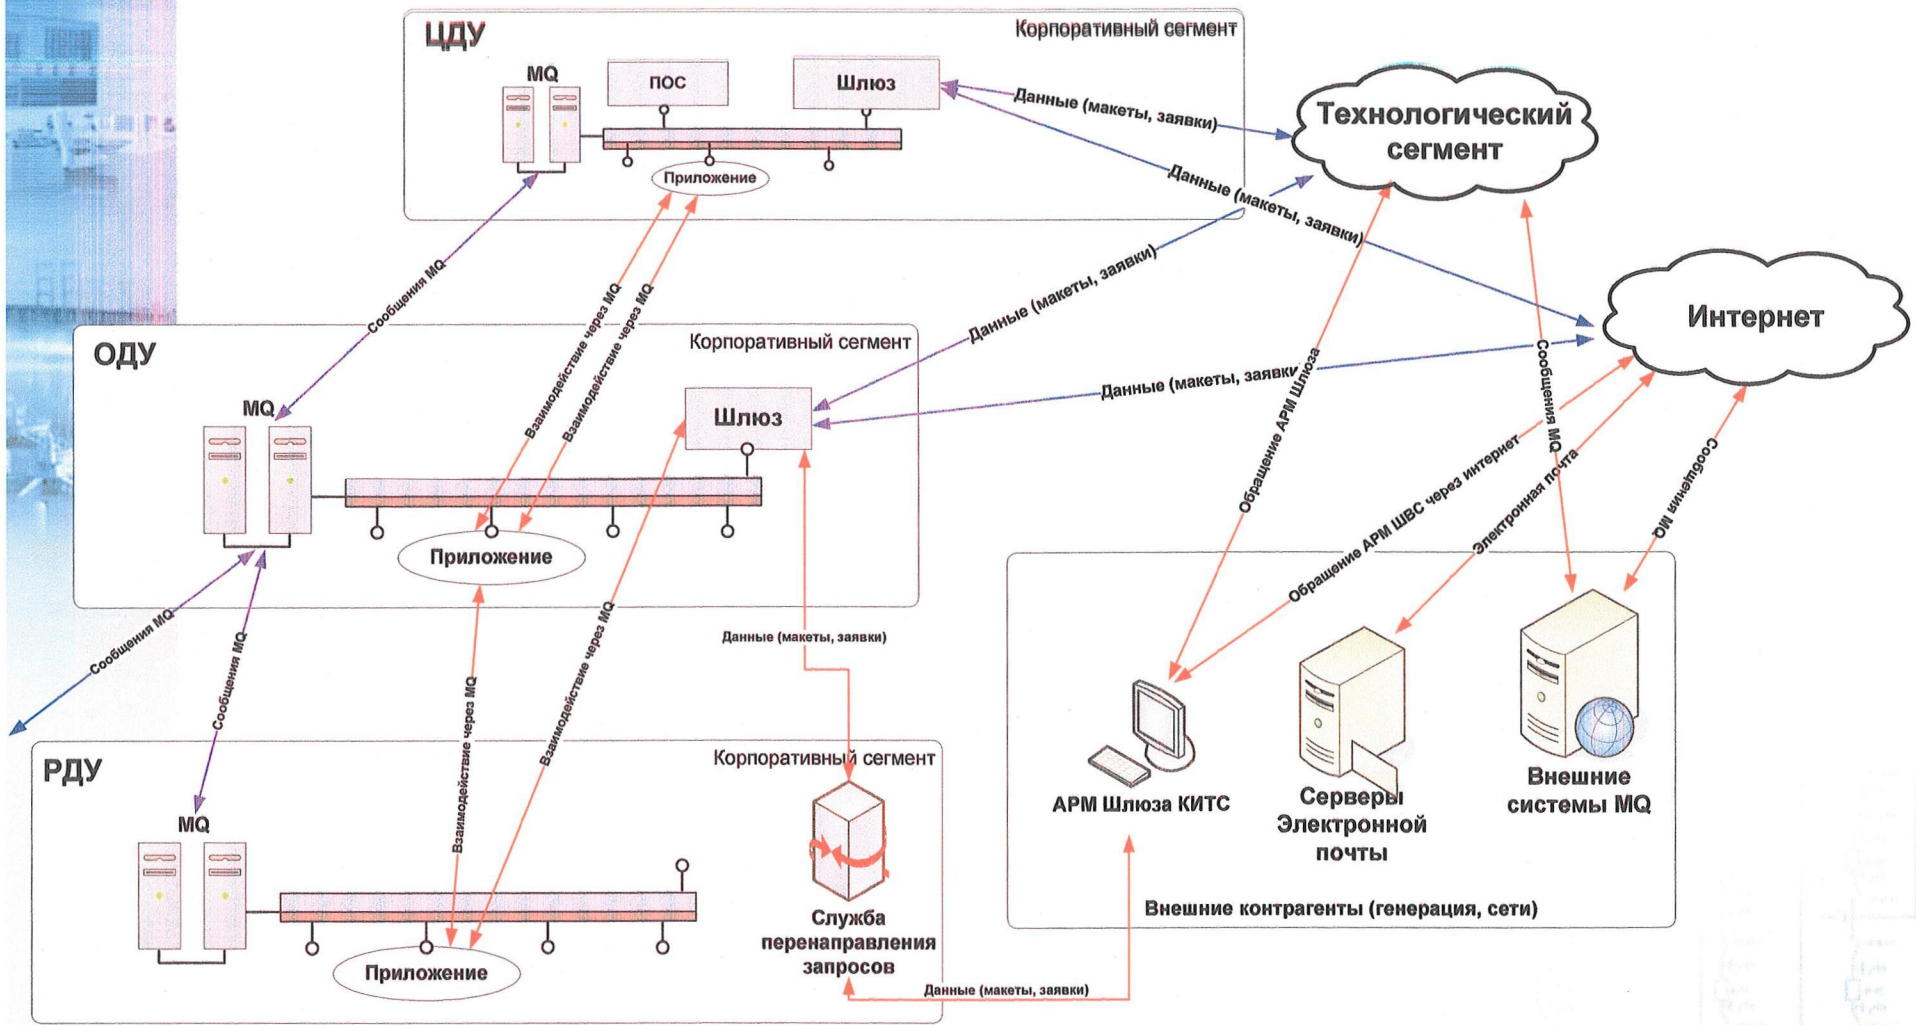 ЦДУ
Корпоративный сегмент
MQ
ПОС
Шлюз
Приложение
Данные (макеты, заявки)
Данные (макеты, заявки)
Технологический
сегмент
Сообщения MQ
Взаимодействие через MQ
Взаимодействие через MQ
Данные (макеты, заявки)
Интернет
ОДУ
Корпоративный сегмент
MQ
Шлюз
Приложение
Данные (макеты, заявки
Обращение АРМ Шлюза
Сообщения MQ
Обращение АРМ ШВС через интернет
Электронная почта
Сообщения MQ
Сообщения MQ
Сообщения MQ
Взаимодействие через MQ
Взаимодействие через MQ
Данные (макеты, заявки)
РДУ
Корпоративный сегмент
MQ
Приложение
Служба
перенаправления
запросов
Данные (макеты, заявки)
АРМ Шлюза КИТС
Серверы
Электронной
почты
Внешние
системы MQ
Внешние контрагенты (генерация, сети)